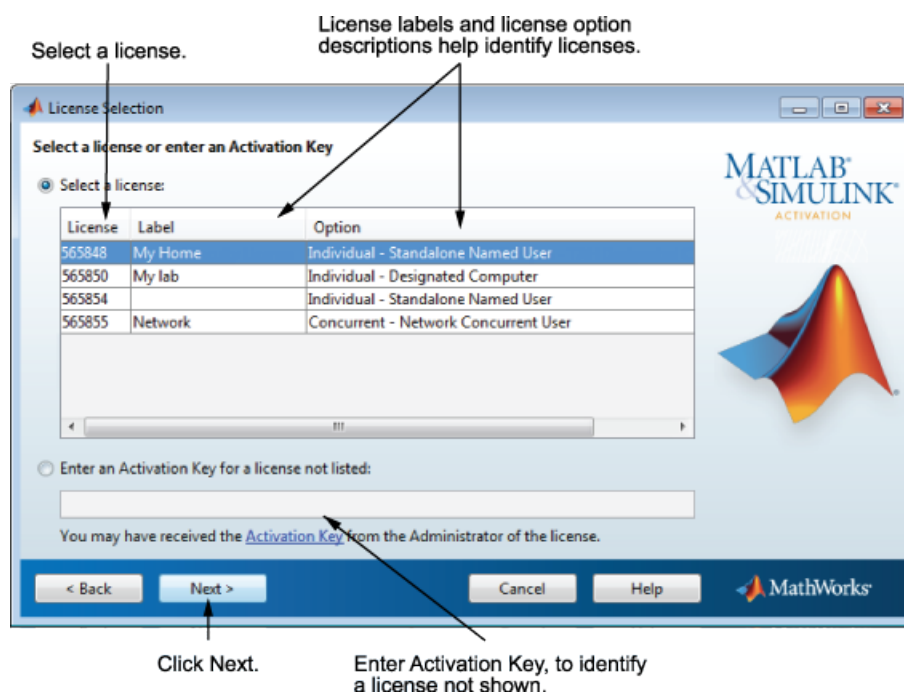 License labels and license option
descriptions help identify licenses.
Select a license.
License Selection
Select a license or enter an Activation Key
Select a license:
MATLAB®
&SIMULINK®
ACTIVATION
License Label Option
565848 My Home Individual - Standalone Named User
565850 My lab Individual - Designated Computer
565854 Individual - Standalone Named User
565855 Network Concurrent - Network Concurrent User
Enter an Activation Key for a license not listed:
You may have received the Activation Key from the Administrator of the license.
< Back Next > Cancel Help MathWorks®
Click Next.
Enter Activation Key, to identify
a license not shown.